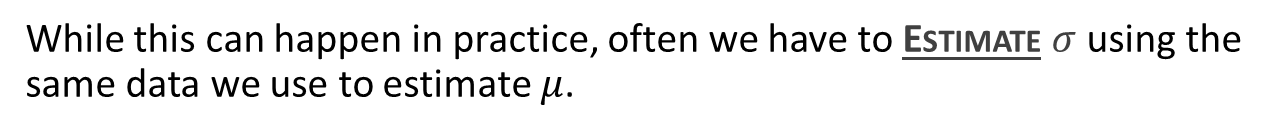 While this can happen in practice, often we have to ESTIMATE σ using the
same data we use to estimate μ.